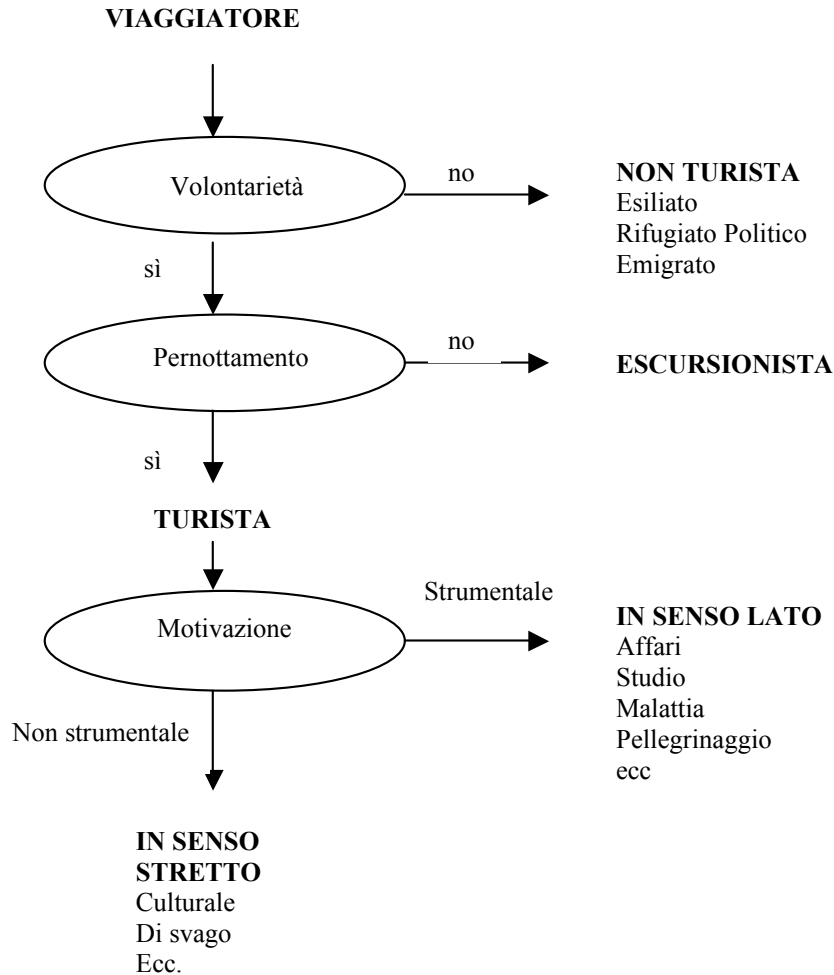 VIAGGIATORE
Volontarietà
no
NON TURISTA
Esiliato
Rifugiato Politico
Emigrato
sì
Pernottamento
no
ESCURSIONISTA
sì
TURISTA
Motivazione
Strumentale
IN SENSO LATO
Affari
Studio
Malattia
Pellegrinaggio
ecc
Non strumentale
IN SENSO
STRETTO
Culturale
Di svago
Ecc.